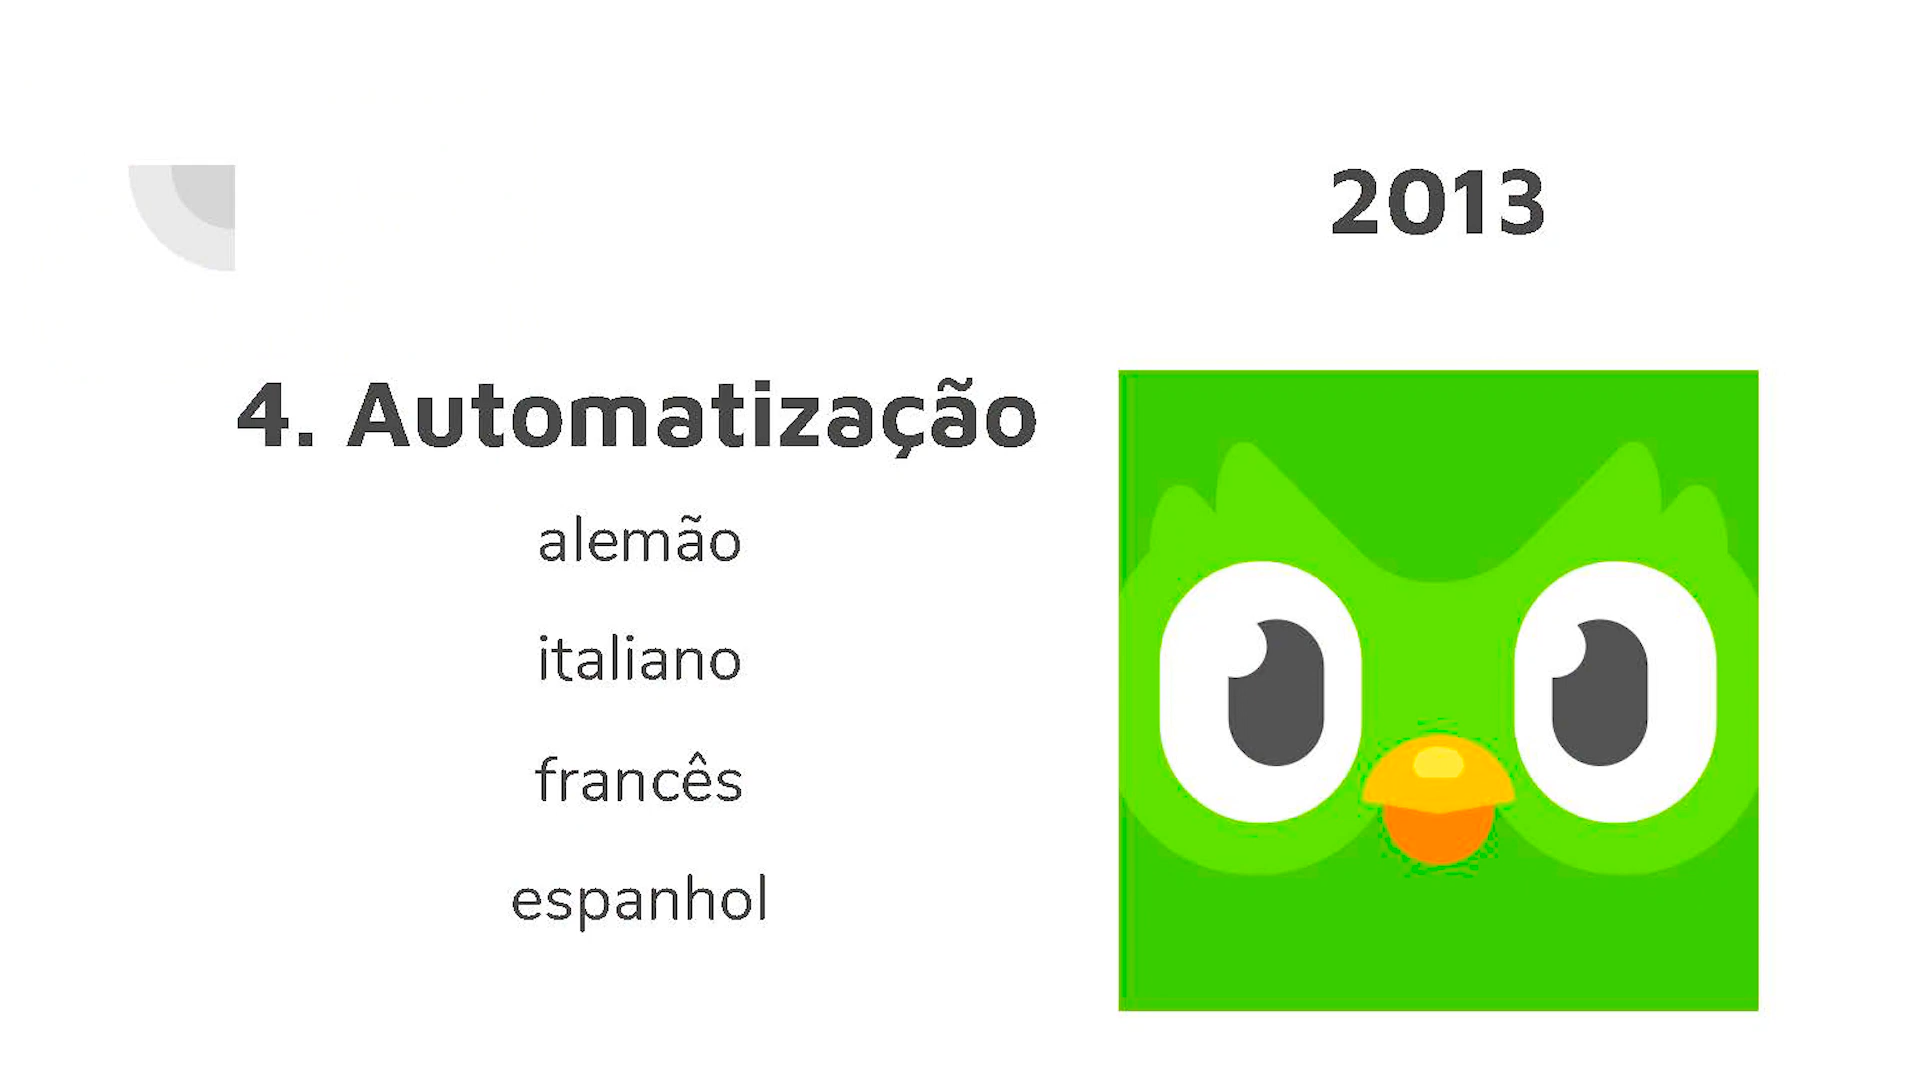 2013
4. Automatização
alemão
italiano
francês
espanhol